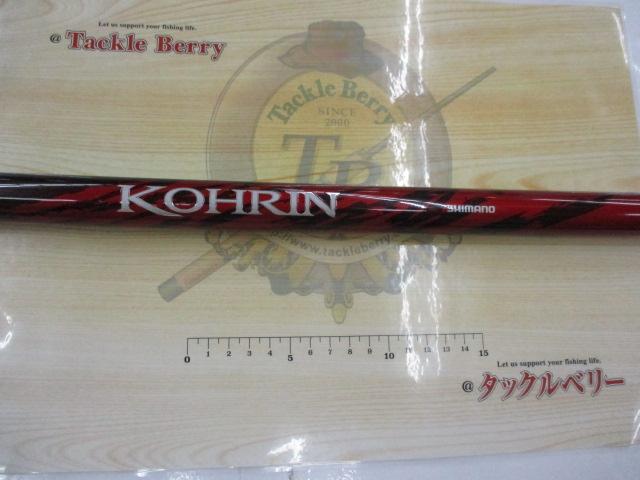 Let us support your fishing life.
@ Tackle Berry
Tackle Berry
SINCE
2000
TB
KOHRIN
SHIMANO
www.tackleberry
0 1 2 3 4 5 6 7 8 9 10 11 12 13 14 15
Let us support your fishing life.
@ タックルベリー